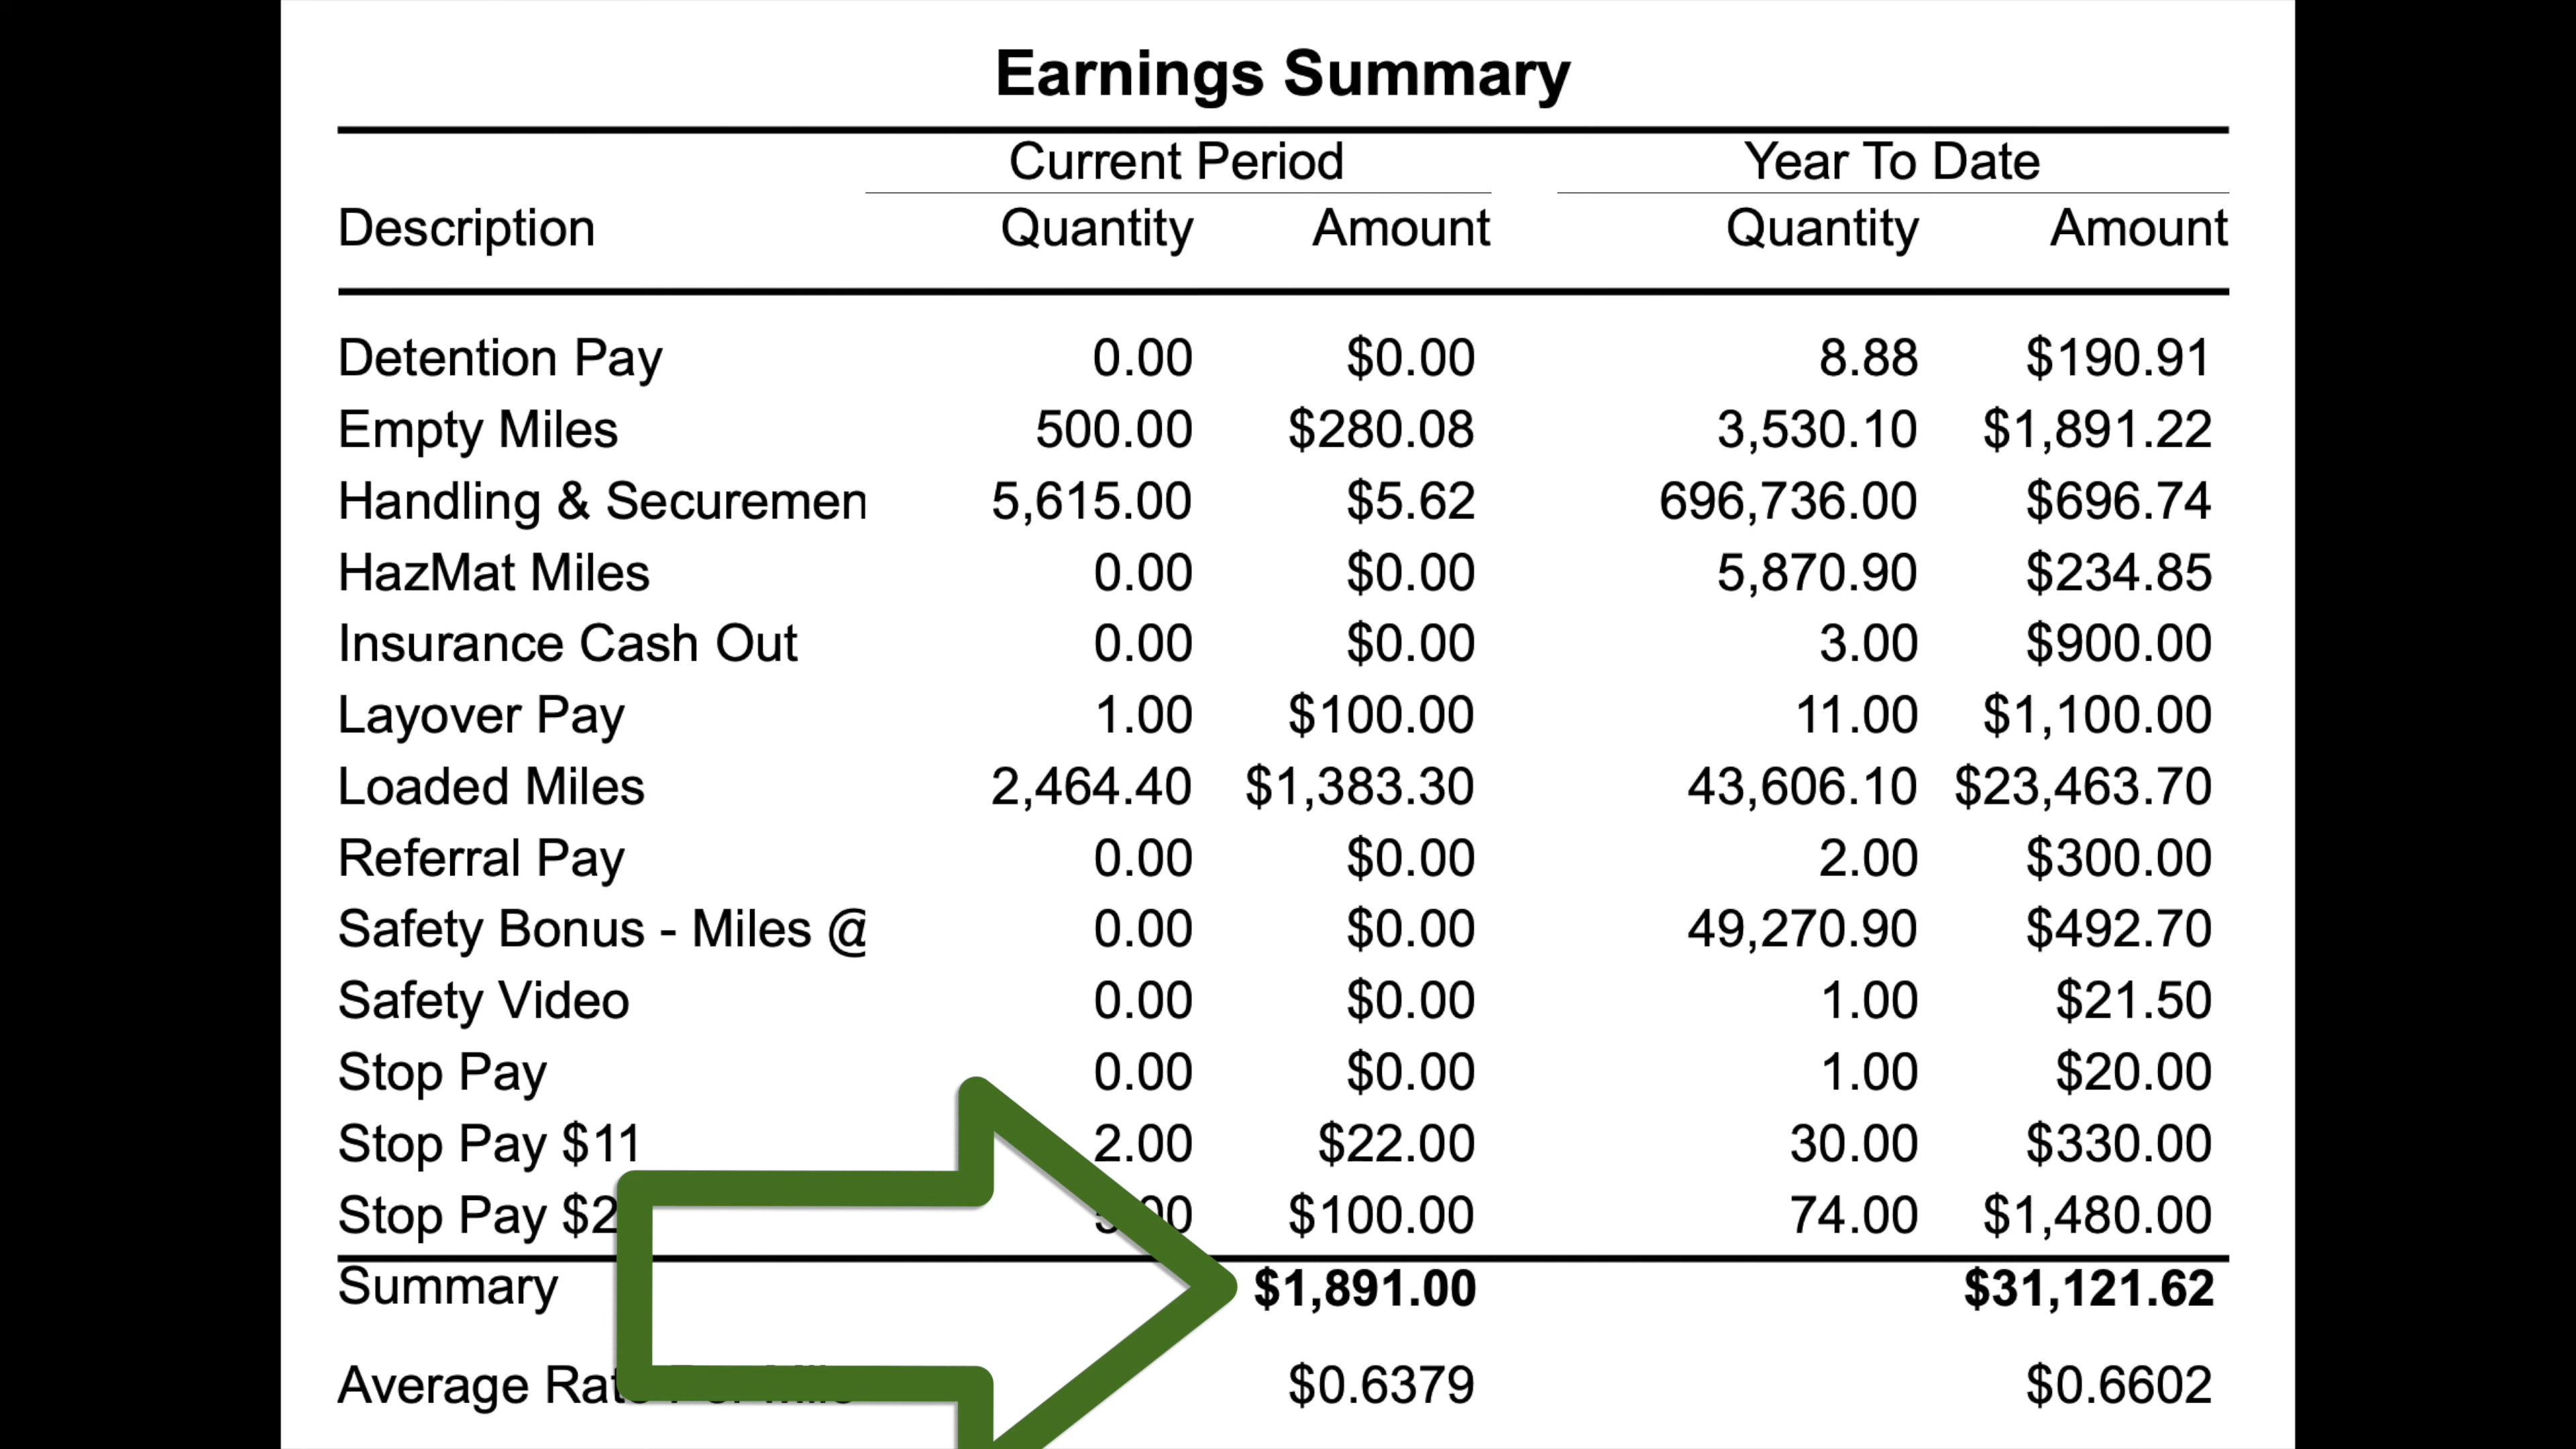 Earnings Summary
Current Period Year To Date
Description Quantity Amount Quantity Amount
Detention Pay 0.00 $0.00 8.88 $190.91
Empty Miles 500.00 $280.08 3,530.10 $1,891.22
Handling & Securemen 5,615.00 $5.62 696,736.00 $696.74
HazMat Miles 0.00 $0.00 5,870.90 $234.85
Insurance Cash Out 0.00 $0.00 3.00 $900.00
Layover Pay 1.00 $100.00 11.00 $1,100.00
Loaded Miles 2,464.40 $1,383.30 43,606.10 $23,463.70
Referral Pay 0.00 $0.00 2.00 $300.00
Safety Bonus - Miles @ 0.00 $0.00 49,270.90 $492.70
Safety Video 0.00 $0.00 1.00 $21.50
Stop Pay 0.00 $0.00 1.00 $20.00
Stop Pay $11 2.00 $22.00 30.00 $330.00
Stop Pay $100.00 74.00 $1,480.00
Summary $1,891.00 $31,121.62
Average $0.6379 $0.6602